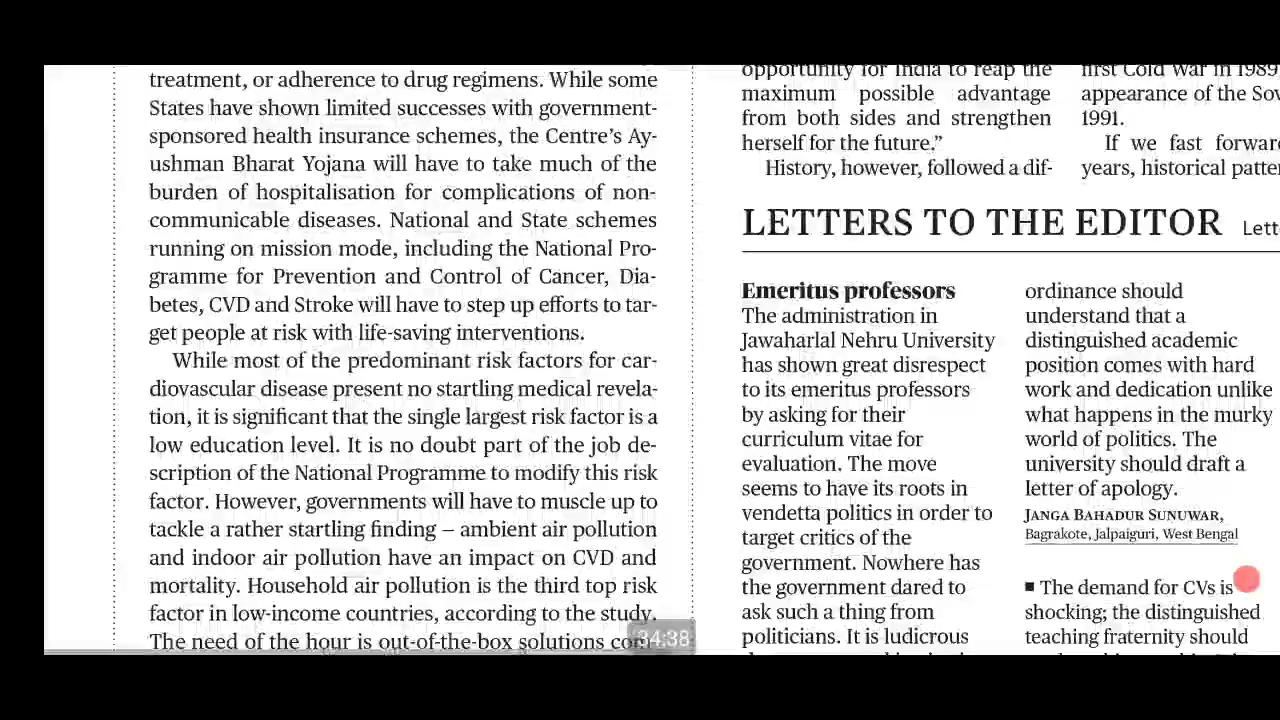 treatment, or adherence to drug regimens. While some
States have shown limited successes with government-
sponsored health insurance schemes, the Centre's Ay-
ushman Bharat Yojana will have to take much of the
burden of hospitalisation for complications of non-
communicable diseases. National and State schemes
running on mission mode, including the National Pro-
gramme for Prevention and Control of Cancer, Dia-
betes, CVD and Stroke will have to step up efforts to tar-
get people at risk with life-saving interventions.
While most of the predominant risk factors for car-
diovascular disease present no startling medical revela-
tion, it is significant that the single largest risk factor is a
low education level. It is no doubt part of the job de-
scription of the National Programme to modify this risk
factor. However, governments will have to muscle up to
tackle a rather startling finding – ambient air pollution
and indoor air pollution have an impact on CVD and
mortality. Household air pollution is the third top risk
factor in low-income countries, according to the study.
The need of the hour is out-of-the-box solutions
34:38
opportunity for India to reap the
maximum possible advantage
from both sides and strengthen
herself for the future.”
History, however, followed a dif-
first Cold War in 1989
appearance of the Sov
1991.
If we fast forward
years, historical patte
LETTERS TO THE EDITOR Lett
Emeritus professors
The administration in
Jawaharlal Nehru University
has shown great disrespect
to its emeritus professors
by asking for their
curriculum vitae for
evaluation. The move
seems to have its roots in
vendetta politics in order to
target critics of the
government. Nowhere has
the government dared to
ask such a thing from
politicians. It is ludicrous
ordinance should
understand that a
distinguished academic
position comes with hard
work and dedication unlike
what happens in the murky
world of politics. The
university should draft a
letter of apology.
JANGA BAHADUR SUNUWAR,
Bagrakote, Jalpaiguri, West Bengal
■ The demand for CVs is
shocking; the distinguished
teaching fraternity should